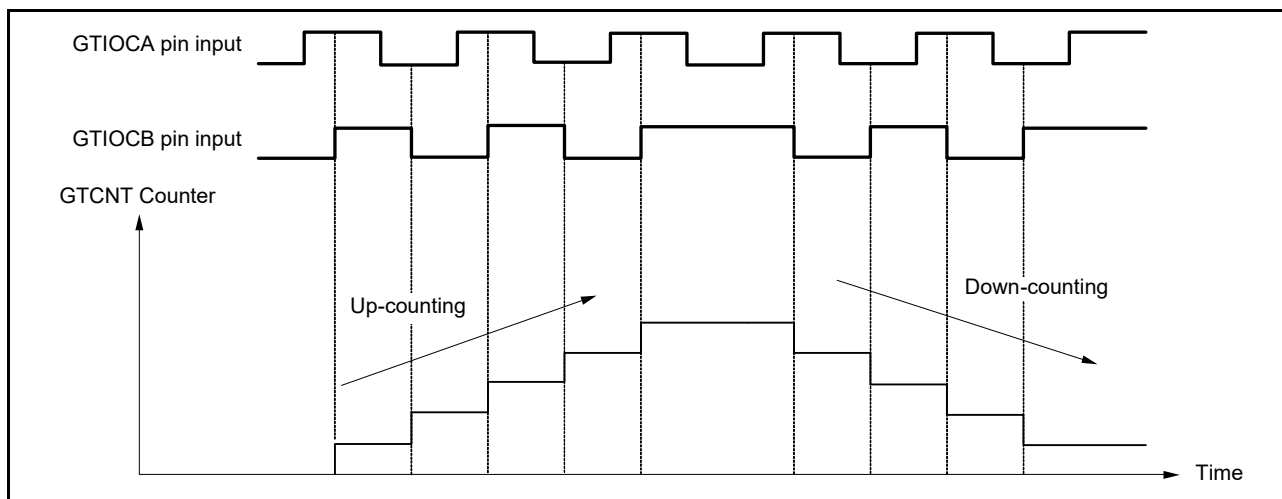 GTIOCA pin input
GTIOCB pin input
GTCNT Counter
Up-counting
Down-counting
Time